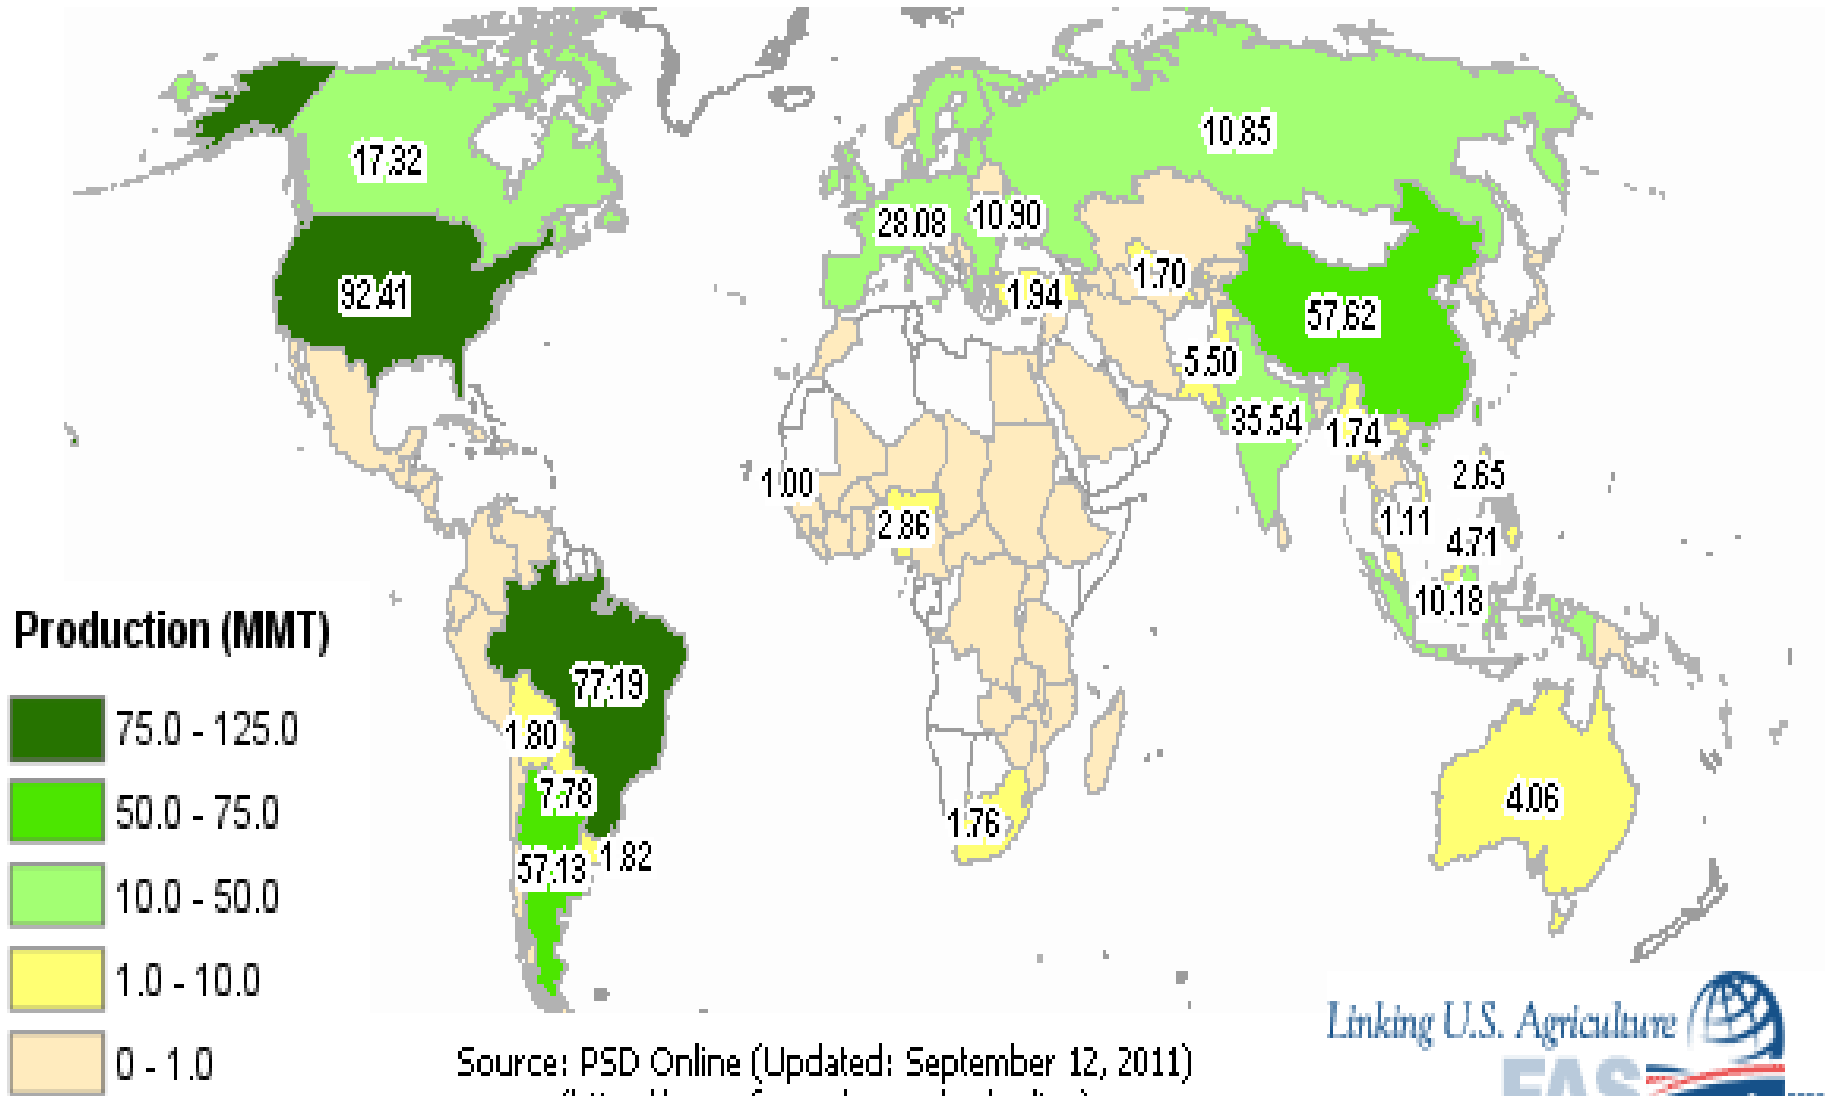 17.32
10.85
28.08
10.90
92.41
1.94
1.70
57.62
5.50
35.54
1.74
1.00
2.86
2.65
1.11
4.71
10.18
Production (MMT)
75.0 - 125.0
50.0 - 75.0
10.0 - 50.0
1.0 - 10.0
0 - 1.0
77.19
1.80
7.78
57.13
1.82
1.76
4.06
Linking U.S. Agriculture
FAS
Source: PSD Online (Updated: September 12, 2011)